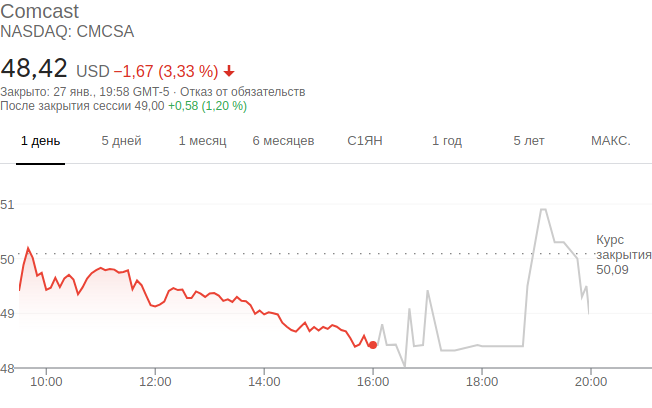 Comcast
NASDAQ: CMCSA
48,42 USD −1,67 (3,33 %)
Закрыто: 27 янв., 19:58 GMT-5 · Отказ от обязательств
После закрытия сессии 49,00 +0,58 (1,20 %)
1 день 5 дней 1 месяц 6 месяцев С1ЯН 1 год 5 лет МАКС.
51
50
49
48
Курс
закрытия
50,09
10:00 12:00 14:00 16:00 18:00 20:00